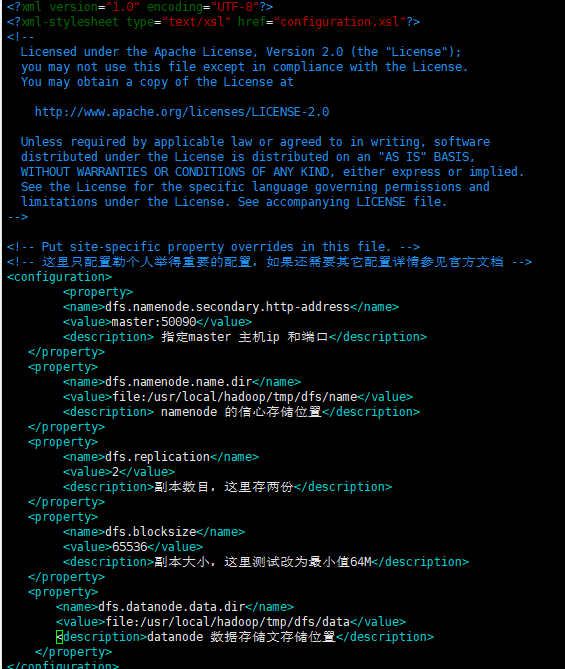 <?xml version="1.0" encoding="UTF-8"?>
<?xml-stylesheet type="text/xsl" href="configuration.xsl"?>
<!--
  Licensed under the Apache License, Version 2.0 (the "License");
  you may not use this file except in compliance with the License.
  You may obtain a copy of the License at

    http://www.apache.org/licenses/LICENSE-2.0

  Unless required by applicable law or agreed to in writing, software
  distributed under the License is distributed on an "AS IS" BASIS,
  WITHOUT WARRANTIES OR CONDITIONS OF ANY KIND, either express or implied.
  See the License for the specific language governing permissions and
  limitations under the License. See accompanying LICENSE file.
-->

<!-- Put site-specific property overrides in this file. -->
<!-- 这里只配置勒个人举得重要的配置，如果还需要其它配置详情参见官方文档 -->
<configuration>
        <property>
        <name>dfs.namenode.secondary.http-address</name>
        <value>master:50090</value>
        <description> 指定master 主机ip 和端口</description>
   </property>
   <property>
        <name>dfs.namenode.name.dir</name>
        <value>file:/usr/local/hadoop/tmp/dfs/name</value>
        <description> namenode 的信心存储位置</description>
   </property>
   <property>
        <name>dfs.replication</name>
        <value>2</value>
        <description>副本数目，这里存两份</description>
   </property>
   <property>
        <name>dfs.blocksize</name>
        <value>65536</value>
        <description>副本大小，这里测试改为最小值64M</description>
   </property>
   <property>
       <name>dfs.datanode.data.dir</name>
       <value>file:/usr/local/hadoop/tmp/dfs/data</value>
       <description>datanode 数据存储文存储位置</description>
    </property>
</configuration>